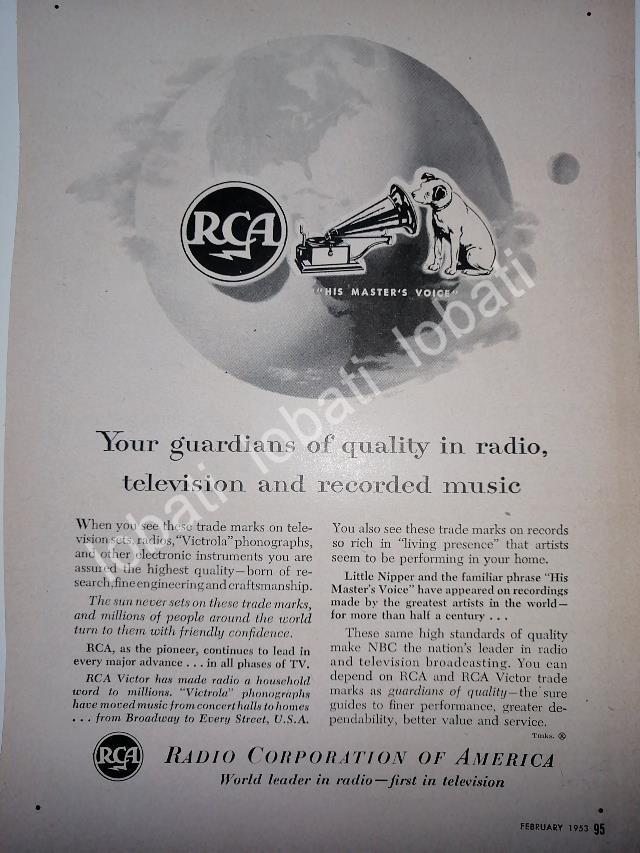 RCA
"HIS MASTER'S VOICE"
lobati lobati lobati lobati
Your guardians of quality in radio,
television and recorded music
When you see these trade marks on tele-
vision sets, radios, "Victrola" phonographs,
and other electronic instruments you are
assured the highest quality—born of re-
search, fine engineering and craftsmanship.
The sun never sets on these trade marks,
and millions of people around the world
turn to them with friendly confidence.
RCA, as the pioneer, continues to lead in
every major advance . . . in all phases of TV.
RCA Victor has made radio a household
word to millions. "Victrola" phonographs
have moved music from concert halls to homes
. . . from Broadway to Every Street, U.S.A.
You also see these trade marks on records
so rich in "living presence" that artists
seem to be performing in your home.
Little Nipper and the familiar phrase "His
Master's Voice" have appeared on recordings
made by the greatest artists in the world—
for more than half a century . . .
These same high standards of quality
make NBC the nation's leader in radio
and television broadcasting. You can
depend on RCA and RCA Victor trade
marks as guardians of quality—the sure
guides to finer performance, greater de-
pendability, better value and service.
Tmks. ®
RCA
RADIO CORPORATION OF AMERICA
World leader in radio—first in television
FEBRUARY 1953 95